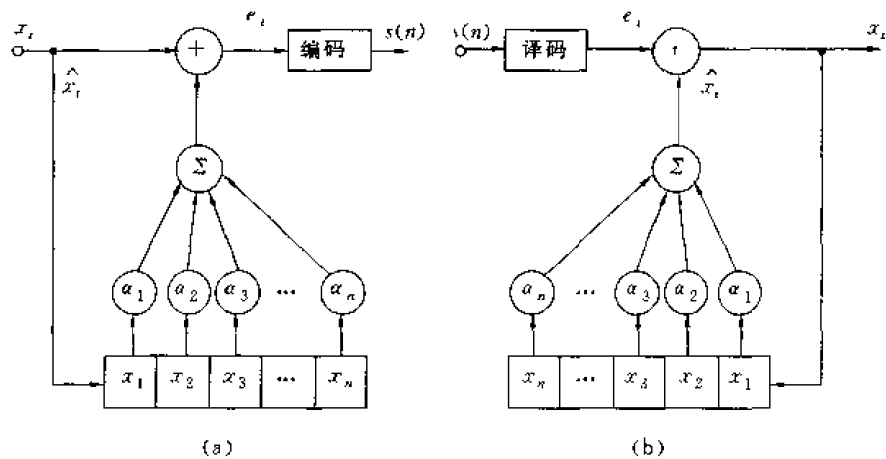 x_t
+
e_t
编码
s(n)
x̂_t
Σ
α_1
α_2
α_3
...
α_n
x_1
x_2
x_3
...
x_n
(a)
(n)
译码
e_t
x_t
x̂_t
Σ
α_n
...
α_3
α_2
α_1
x_n
...
x_3
x_2
x_1
(b)